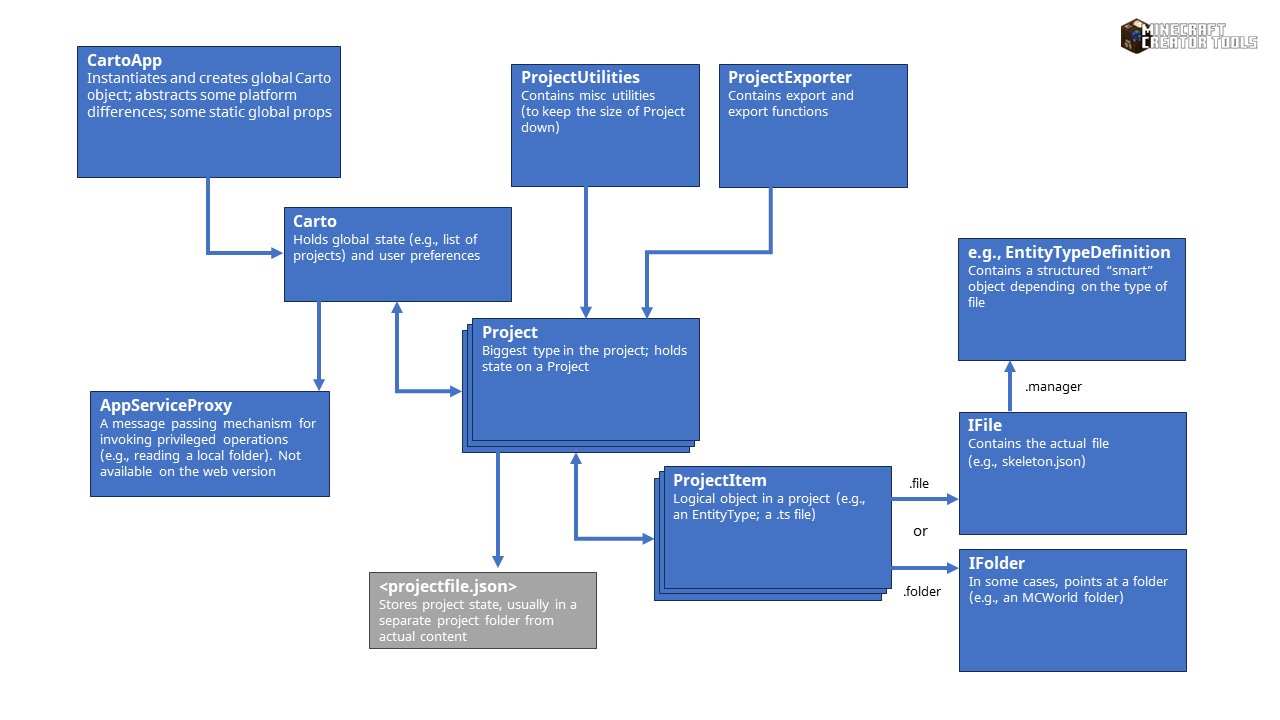 MINECRAFT
CREATOR TOOLS
CartoApp
Instantiates and creates global Carto
object; abstracts some platform
differences; some static global props
ProjectUtilities
Contains misc utilities
(to keep the size of Project
down)
ProjectExporter
Contains export and
export functions
Carto
Holds global state (e.g., list of
projects) and user preferences
e.g., EntityTypeDefinition
Contains a structured “smart”
object depending on the type of
file
Project
Biggest type in the project; holds
state on a Project
.manager
AppServiceProxy
A message passing mechanism for
invoking privileged operations
(e.g., reading a local folder). Not
available on the web version
IFile
Contains the actual file
(e.g., skeleton.json)
ProjectItem
Logical object in a project (e.g.,
an EntityType; a .ts file)
.file
or
.folder
IFolder
In some cases, points at a folder
(e.g., an MCWorld folder)
<projectfile.json>
Stores project state, usually in a
separate project folder from
actual content